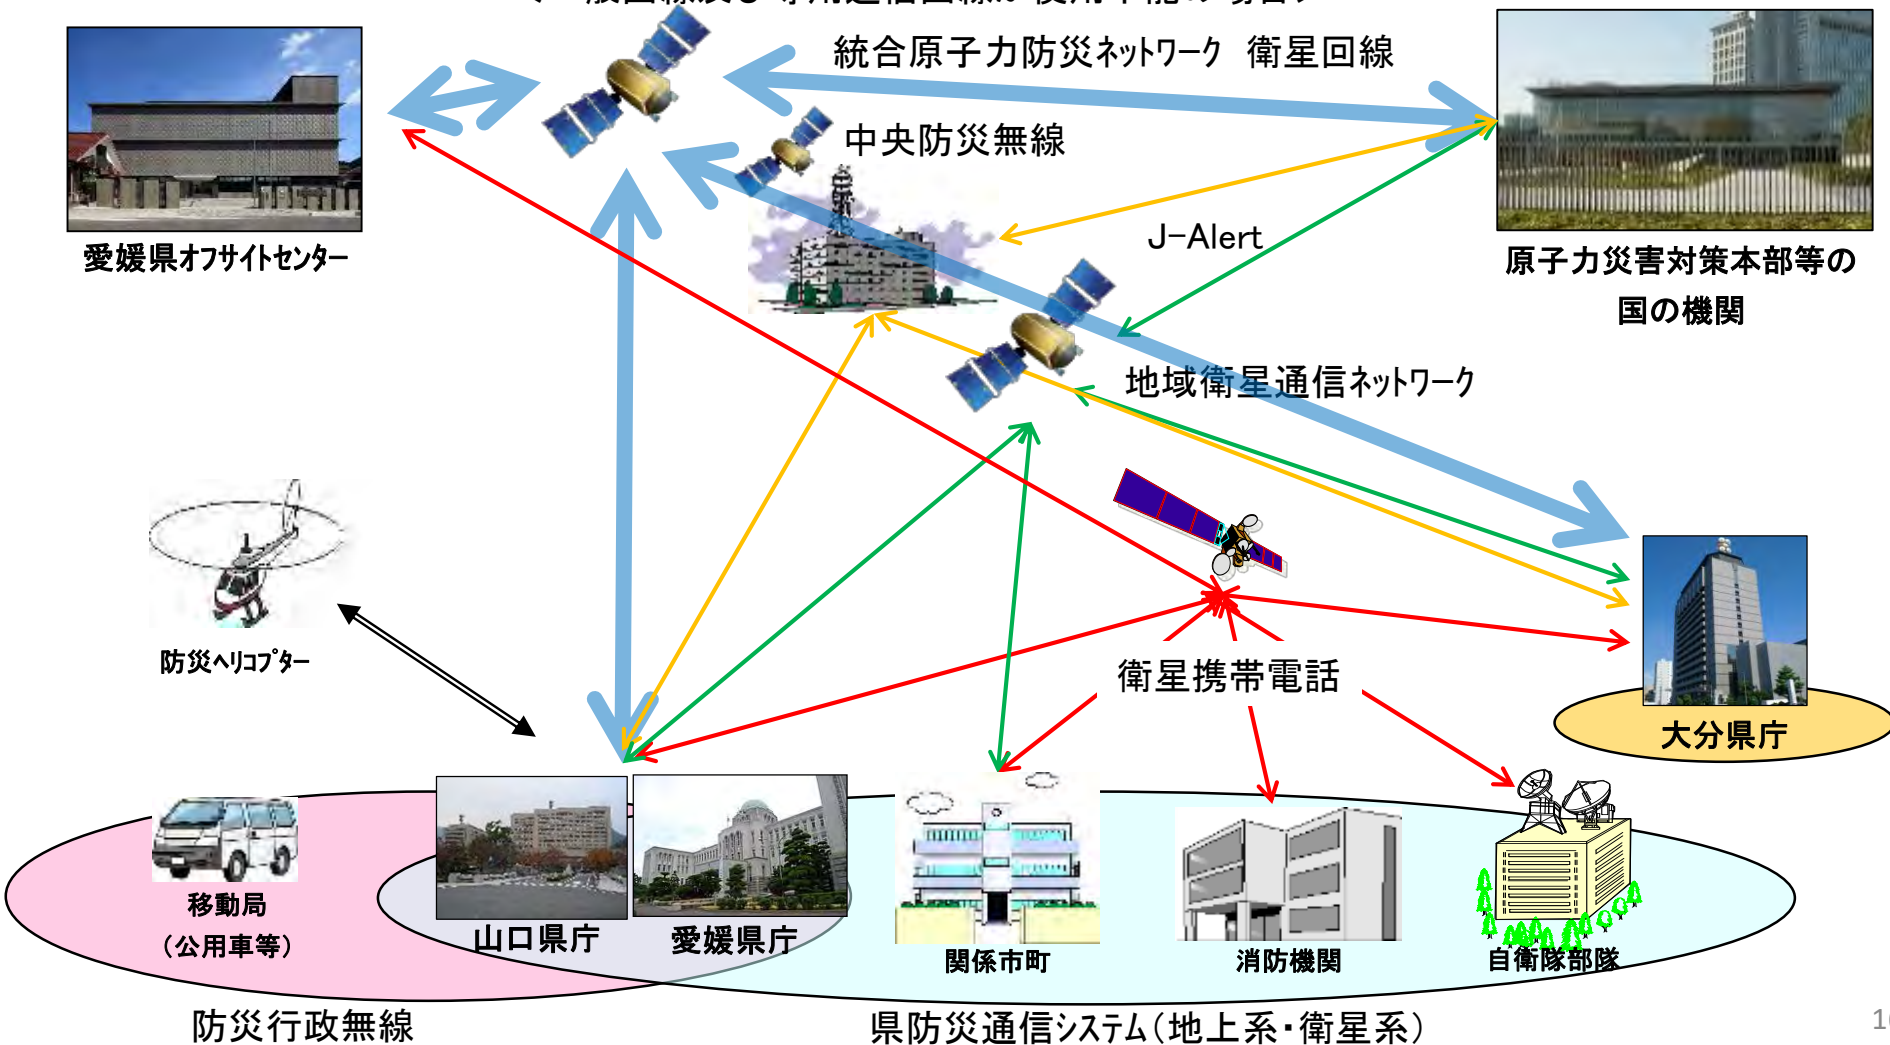 統合原子力防災ネットワーク 衛星回線
中央防災無線
J-Alert
愛媛県オフサイトセンター
原子力災害対策本部等の
国の機関
地域衛星通信ネットワーク
防災ヘリコプター
衛星携帯電話
大分県庁
移動局
（公用車等）
山口県庁
愛媛県庁
関係市町
消防機関
自衛隊部隊
防災行政無線
県防災通信システム（地上系・衛星系）